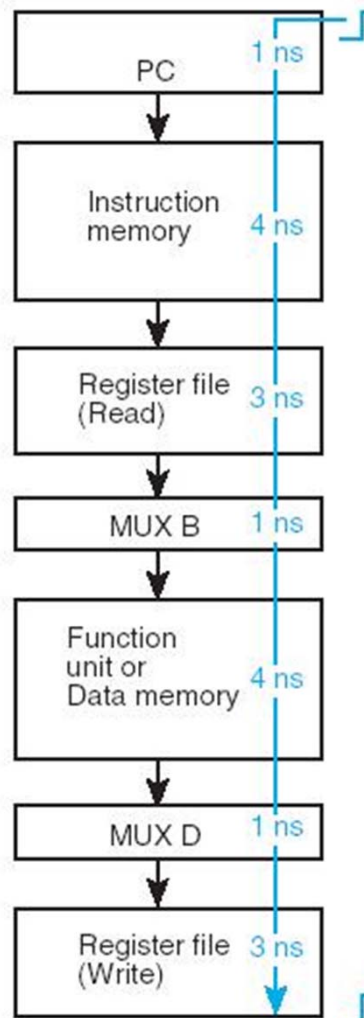 1 ns
PC
Instruction
memory
4 ns
Register file
(Read)
3 ns
MUX B
1 ns
Function
unit or
Data memory
4 ns
MUX D
1 ns
Register file
(Write)
3 ns